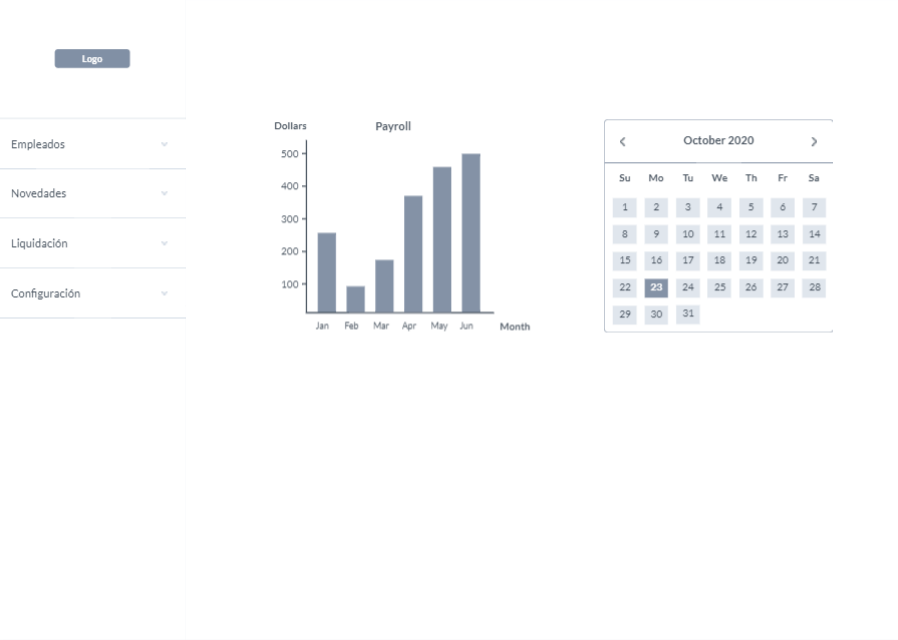 Logo
Empleados
Novedades
Liquidación
Configuración
Dollars
Payroll
500
400
300
200
100
Jan Feb Mar Apr May Jun
Month
October 2020
Su Mo Tu We Th Fr Sa
1 2 3 4 5 6 7
8 9 10 11 12 13 14
15 16 17 18 19 20 21
22 23 24 25 26 27 28
29 30 31